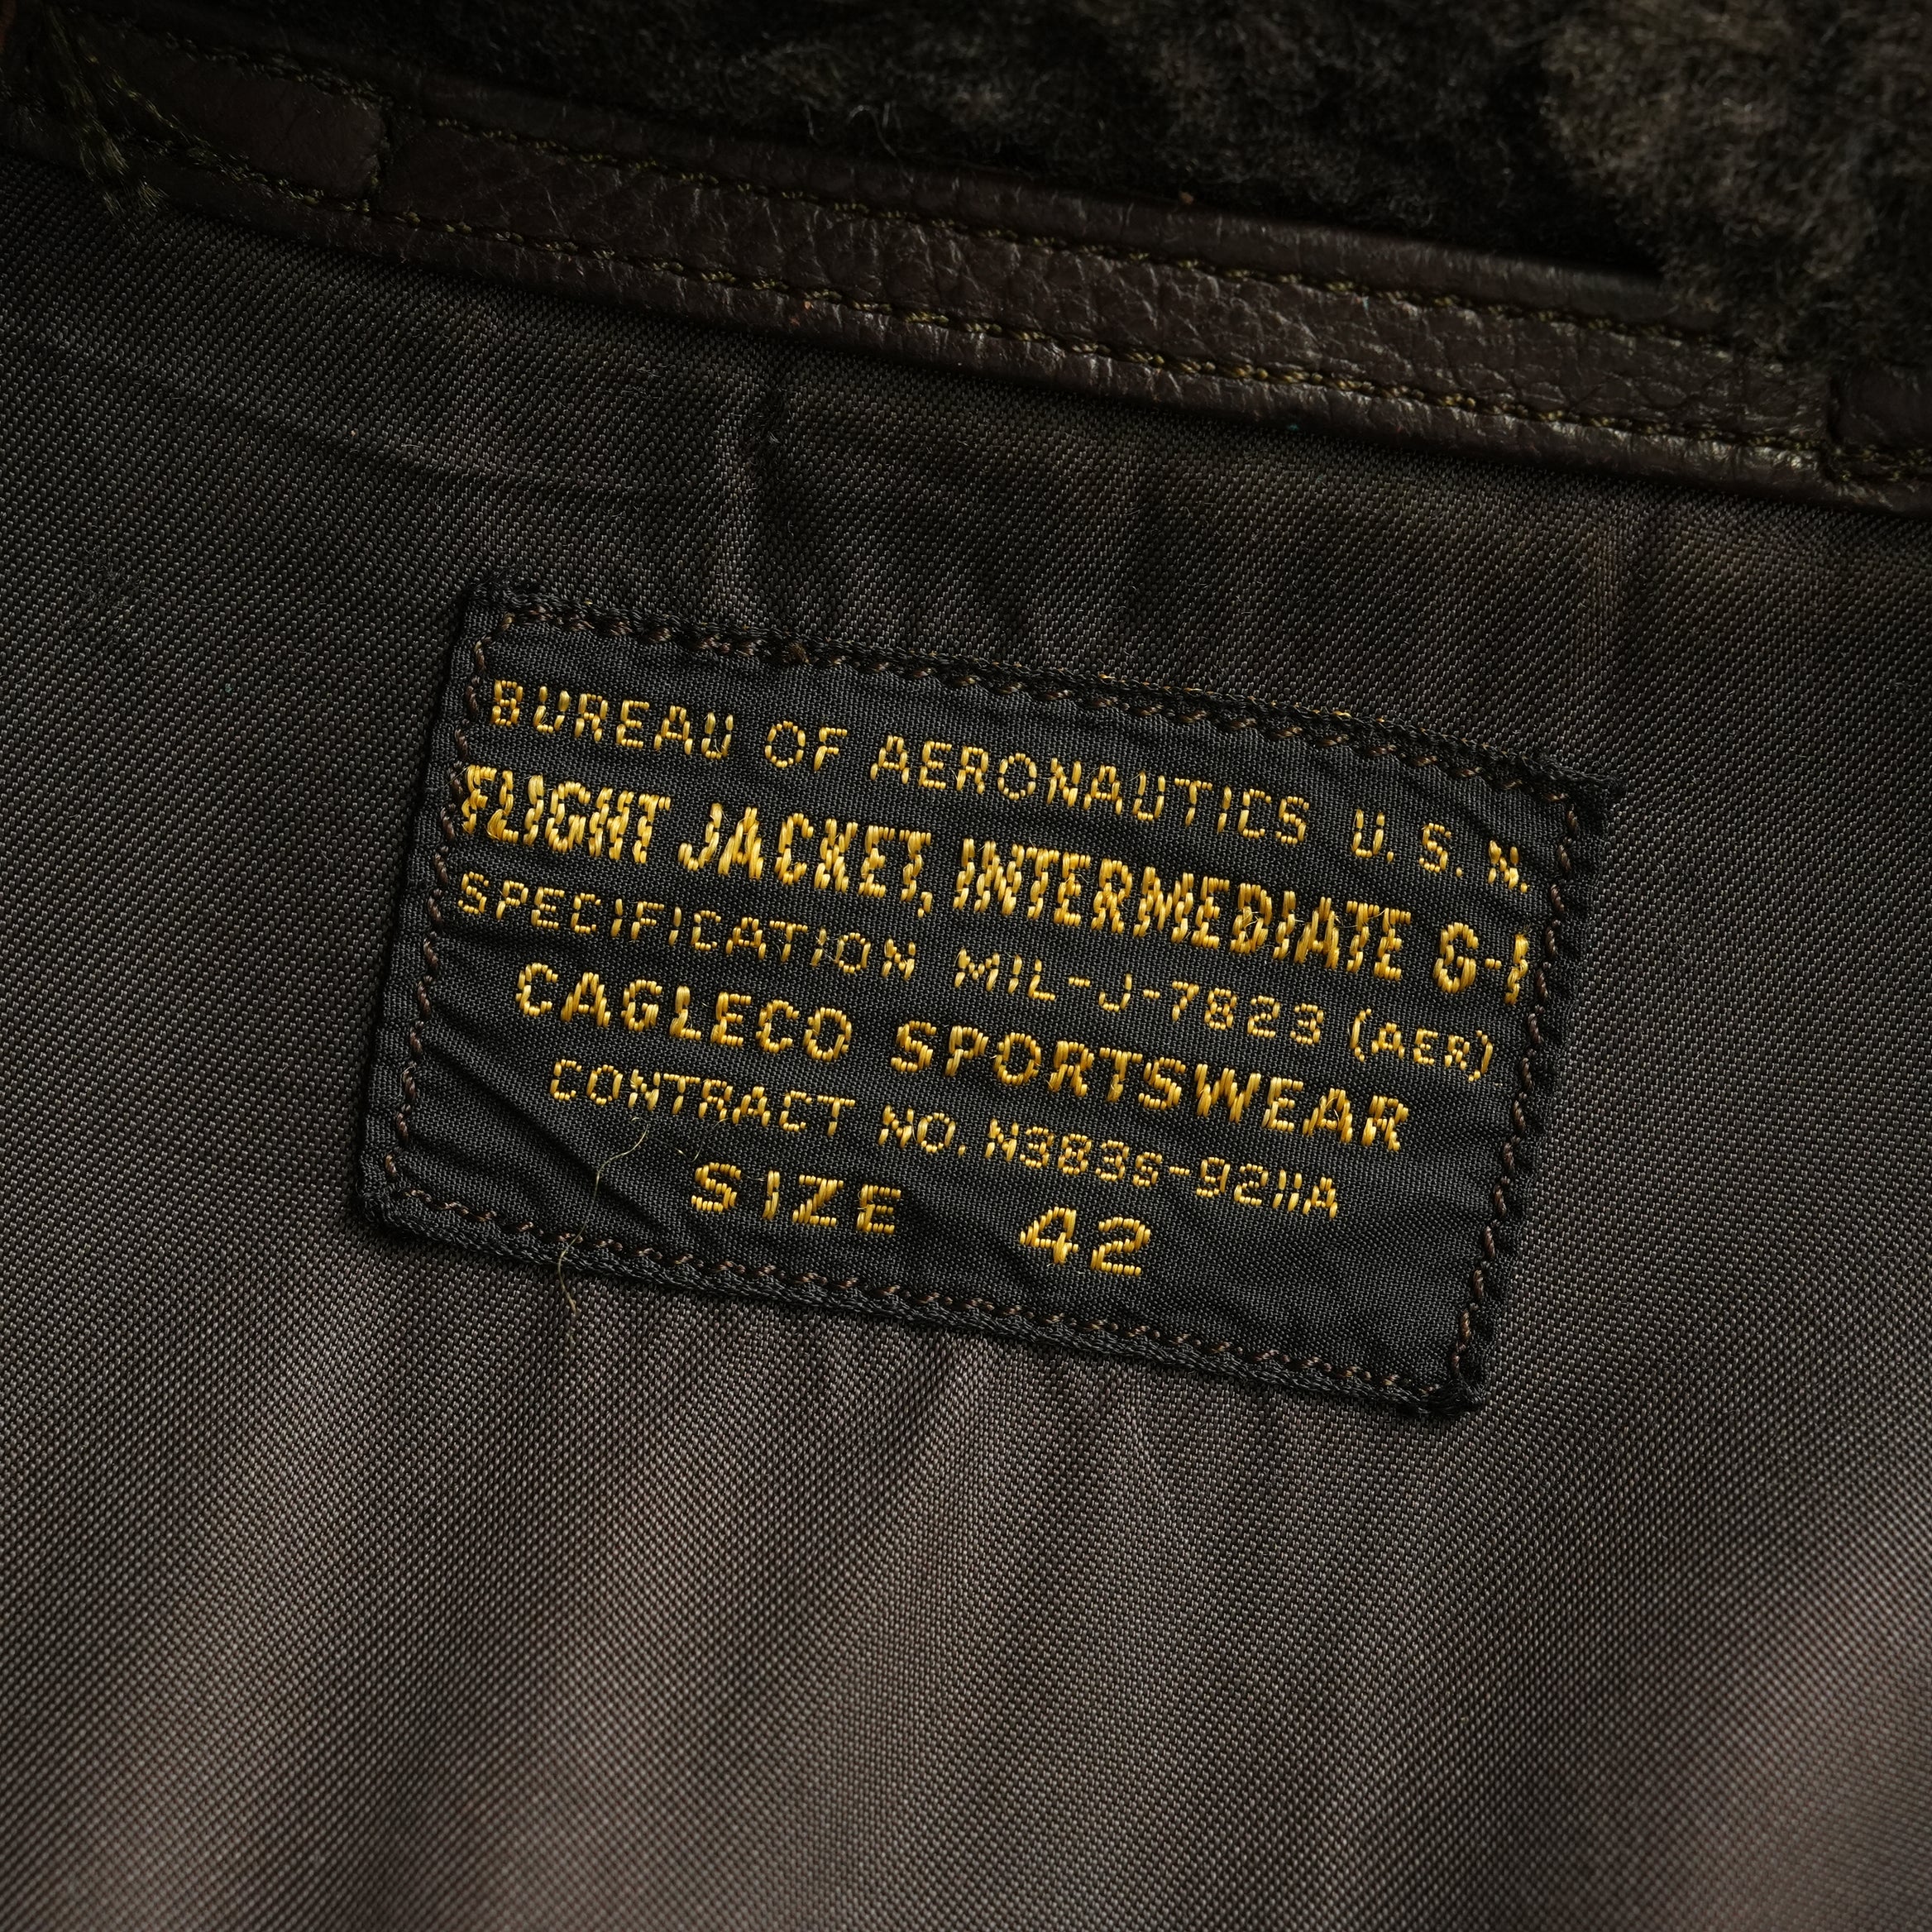 BUREAU OF AERONAUTICS U.S.N.
FLIGHT JACKET, INTERMEDIATE G-1
SPECIFICATION MIL-J-7823 (AER)
CAGLECO SPORTSWEAR
CONTRACT NO. N383S-9211A
SIZE 42